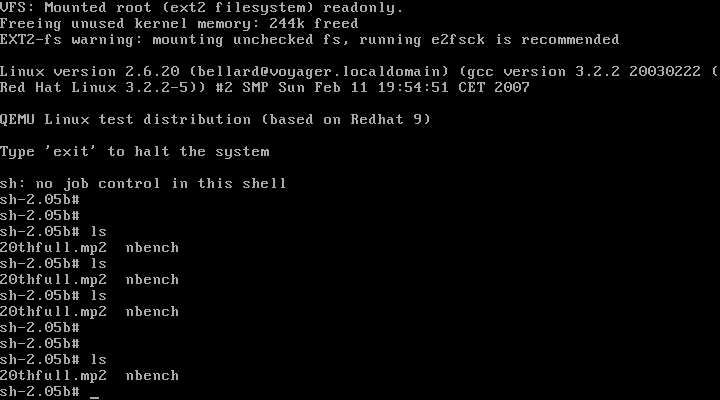 VFS: Mounted root (ext2 filesystem) readonly.
Freeing unused kernel memory: 244k freed
EXT2-fs warning: mounting unchecked fs, running e2fsck is recommended
Linux version 2.6.20 (bellard@voyager.localdomain) (gcc version 3.2.2 20030222 (
Red Hat Linux 3.2.2-5)) #2 SMP Sun Feb 11 19:54:51 CET 2007
QEMU Linux test distribution (based on Redhat 9)
Type 'exit' to halt the system
sh: no job control in this shell
sh-2.05b#
sh-2.05b#
sh-2.05b# ls
20thfull.mp2  nbench
sh-2.05b# ls
20thfull.mp2  nbench
sh-2.05b# ls
20thfull.mp2  nbench
sh-2.05b#
sh-2.05b#
sh-2.05b# ls
20thfull.mp2  nbench
sh-2.05b# _